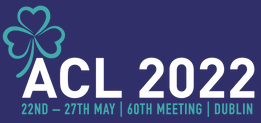 ACL 2022
22ND – 27TH MAY | 60TH MEETING | DUBLIN